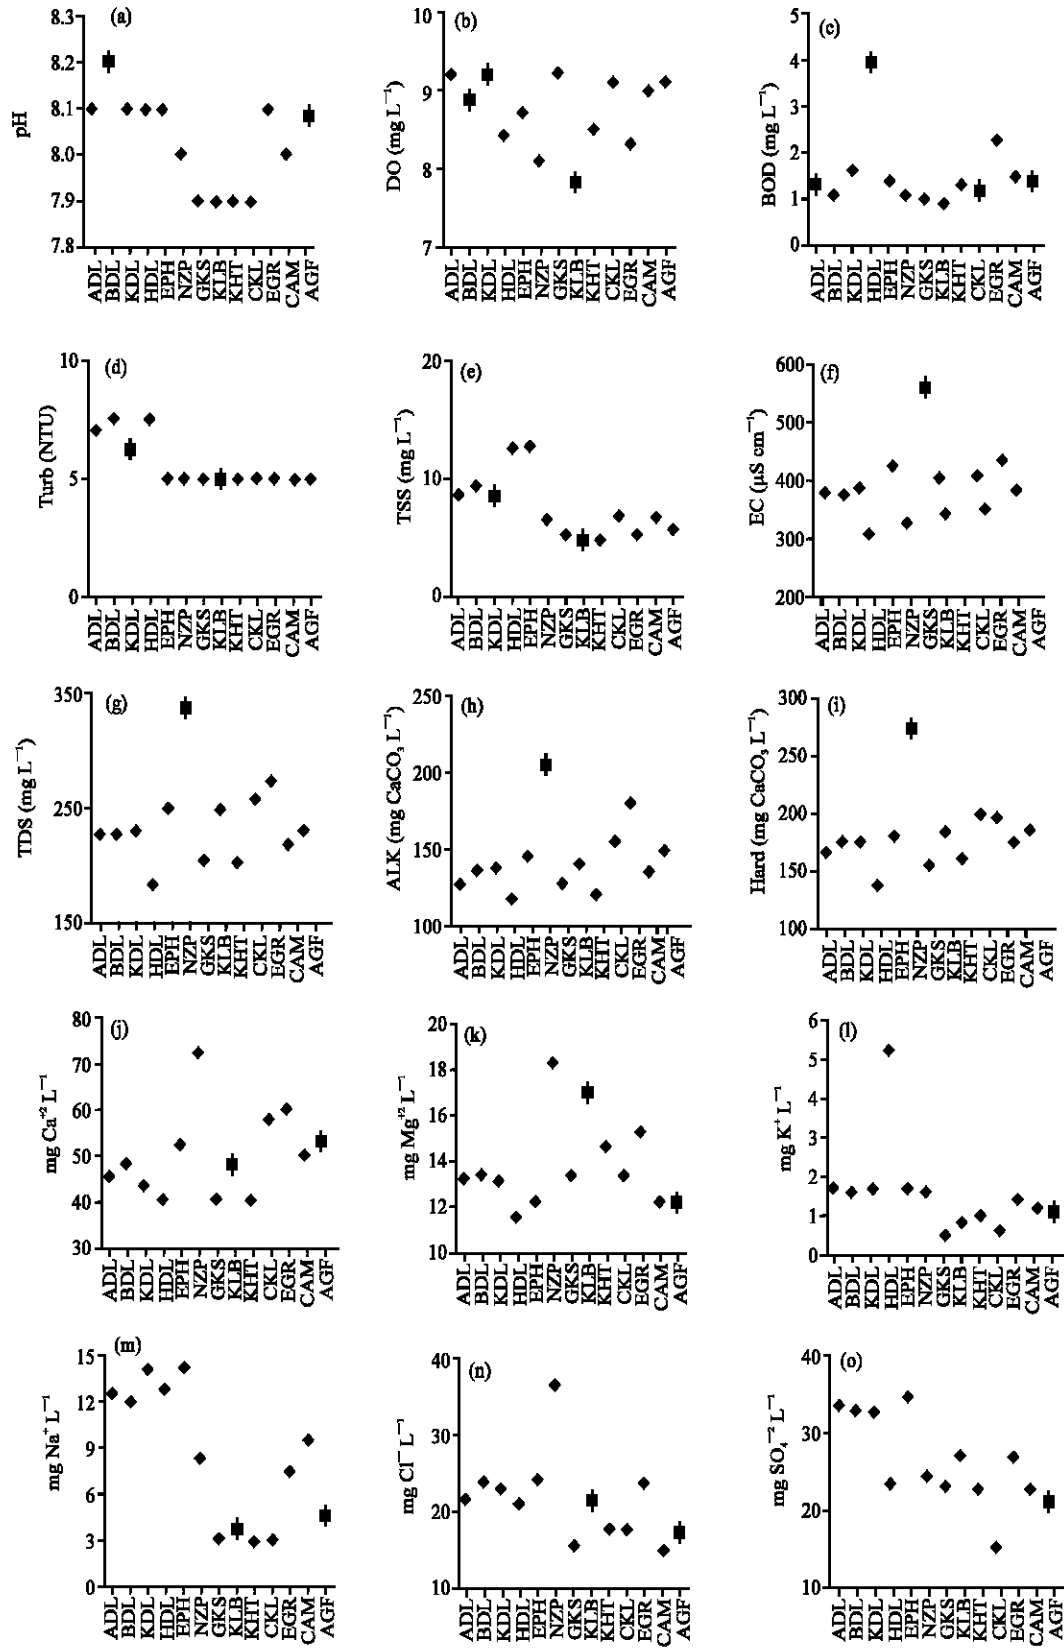 (a)
pH
8.3
8.2
8.1
8.0
7.9
7.8
ADL BDL KDL HDL EPH NZP GKS KLB KHT CKL EGR CAM AGF
(b)
DO (mg L⁻¹)
10
9
8
7
ADL BDL KDL HDL EPH NZP GKS KLB KHT CKL EGR CAM AGF
(c)
BOD (mg L⁻¹)
5
4
3
2
1
0
ADL BDL KDL HDL EPH NZP GKS KLB KHT CKL EGR CAM AGF
(d)
Turb (NTU)
10
5
0
ADL BDL KDL HDL EPH NZP GKS KLB KHT CKL EGR CAM AGF
(e)
TSS (mg L⁻¹)
20
10
0
ADL BDL KDL HDL EPH NZP GKS KLB KHT CKL EGR CAM AGF
(f)
EC (µS cm⁻¹)
600
500
400
300
200
ADL BDL KDL HDL EPH NZP GKS KLB KHT CKL EGR CAM AGF
(g)
TDS (mg L⁻¹)
350
250
150
ADL BDL KDL HDL EPH NZP GKS KLB KHT CKL EGR CAM AGF
(h)
ALK (mg CaCO₃ L⁻¹)
250
200
150
100
ADL BDL KDL HDL EPH NZP GKS KLB KHT CKL EGR CAM AGF
(i)
Hard (mg CaCO₃ L⁻¹)
300
250
200
150
100
ADL BDL KDL HDL EPH NZP GKS KLB KHT CKL EGR CAM AGF
(j)
mg Ca⁺² L⁻¹
80
70
60
50
40
30
ADL BDL KDL HDL EPH NZP GKS KLB KHT CKL EGR CAM AGF
(k)
mg Mg⁺² L⁻¹
20
18
16
14
12
10
ADL BDL KDL HDL EPH NZP GKS KLB KHT CKL EGR CAM AGF
(l)
mg K⁺ L⁻¹
6
5
4
3
2
1
0
ADL BDL KDL HDL EPH NZP GKS KLB KHT CKL EGR CAM AGF
(m)
mg Na⁺ L⁻¹
15
12
9
6
3
0
ADL BDL KDL HDL EPH NZP GKS KLB KHT CKL EGR CAM AGF
(n)
mg Cl⁻ L⁻¹
40
30
20
10
ADL BDL KDL HDL EPH NZP GKS KLB KHT CKL EGR CAM AGF
(o)
mg SO₄⁻² L⁻¹
40
30
20
10
ADL BDL KDL HDL EPH NZP GKS KLB KHT CKL EGR CAM AGF